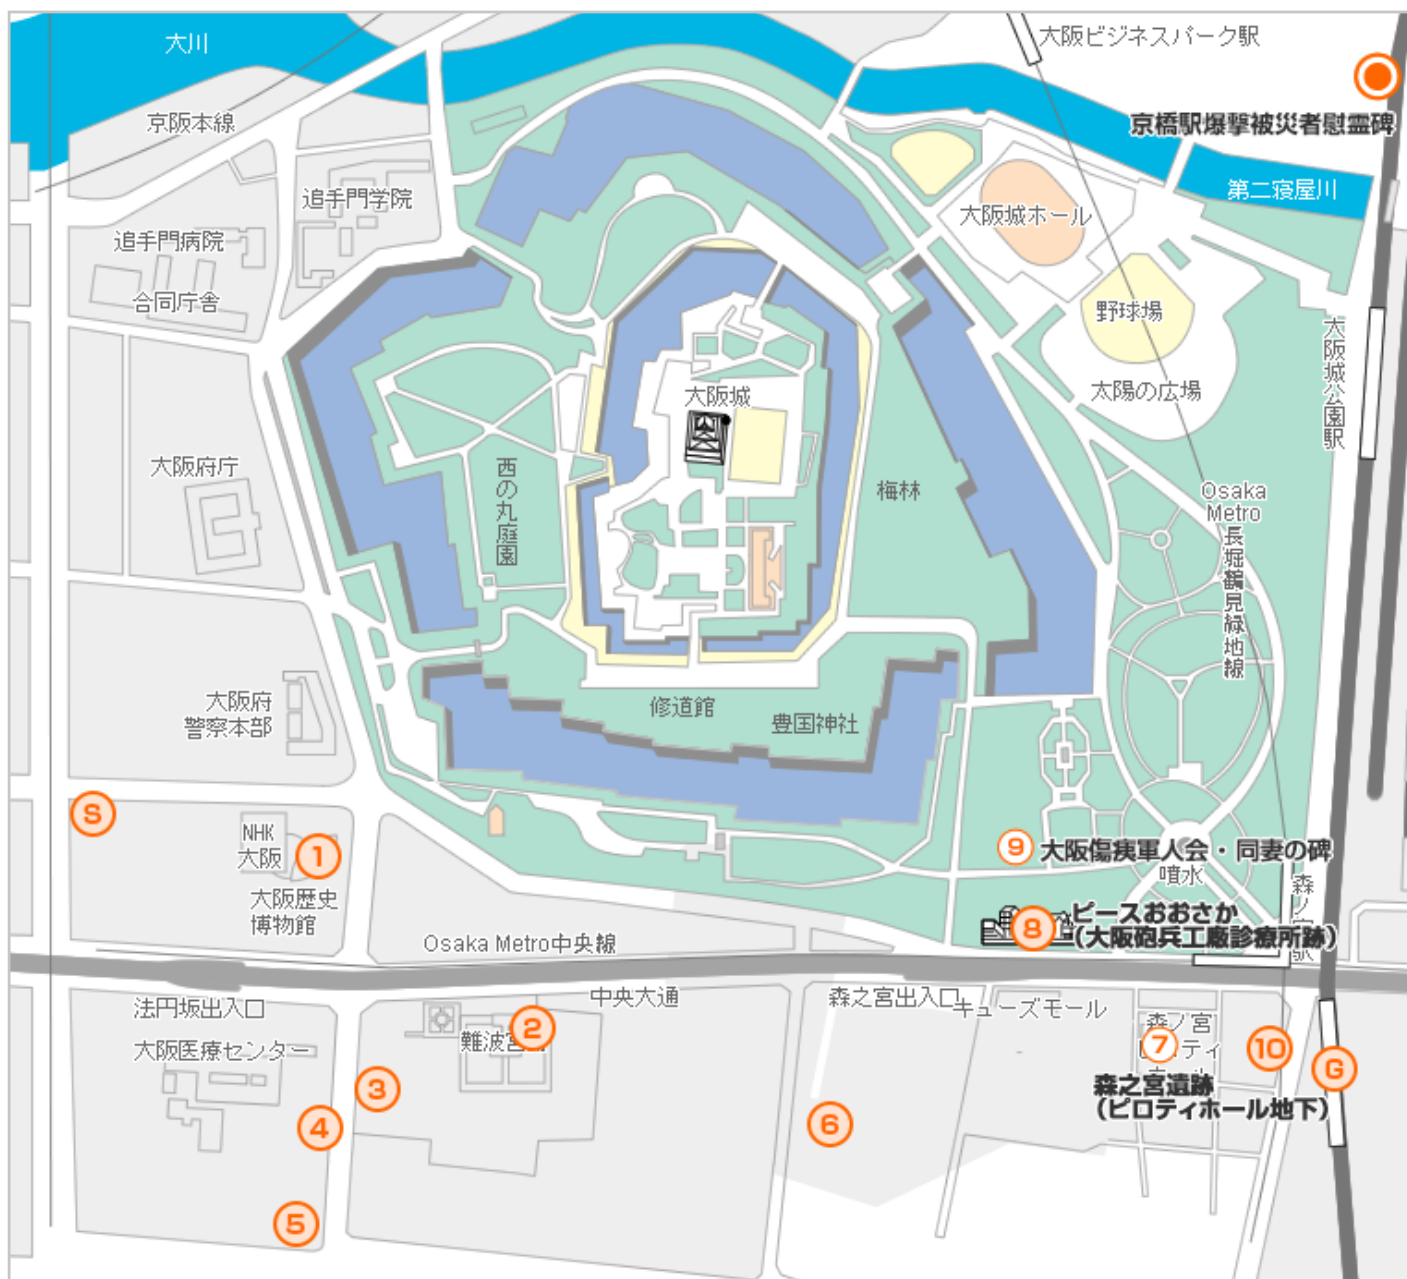 大川
大阪ビジネスパーク駅
京阪本線
京橋駅爆撃被災者慰霊碑
追手門学院
第二寝屋川
大阪城ホール
追手門病院
合同庁舎
野球場
大阪城公園駅
太陽の広場
大阪城
大阪府庁
西の丸庭園
梅林
Osaka
Metro
長堀鶴見緑地線
大阪府
警察本部
修道館
豊国神社
S
NHK
大阪
1
大阪歴史
博物館
9
大阪傷痍軍人会・同妻の碑
噴水
森ノ宮駅
8
ピースおおさか
（大阪砲兵工廠診療所跡）
Osaka Metro中央線
中央大通
法円坂出入口
森之宮出入口
キューズモール
大阪医療センター
難波宮
2
3
4
5
6
森ノ宮
7
ティ
10
G
森之宮遺跡
（ピロティホール地下）